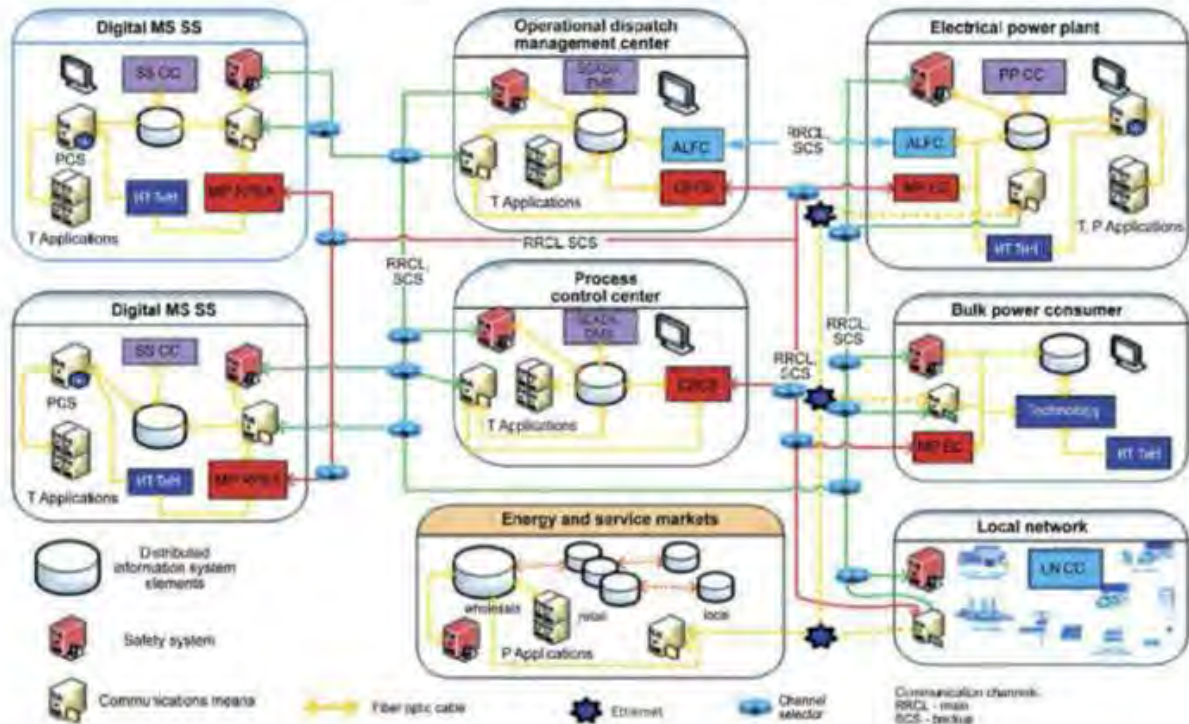 Digital MS SS
SS CC
PCS
T Applications
Operational dispatch
management center
ALFC
T Applications
Electrical power plant
PP CC
ALFC
T, P Applications
RRCL,
SCS
RRCL SCS
RRCL,
SCS
Digital MS SS
SS CC
PCS
T Applications
Process
control center
T Applications
RRCL,
SCS
RRCL,
SCS
Bulk power consumer
Technology
MP EC
Energy and service markets
wholesale
retail
local
P Applications
Local network
LN CC
Distributed
information system
elements
Safety system
Communications means
Fiber optic cable
Ethernet
Channel
selector
Communication channels
RRCL - main
SCS - backup